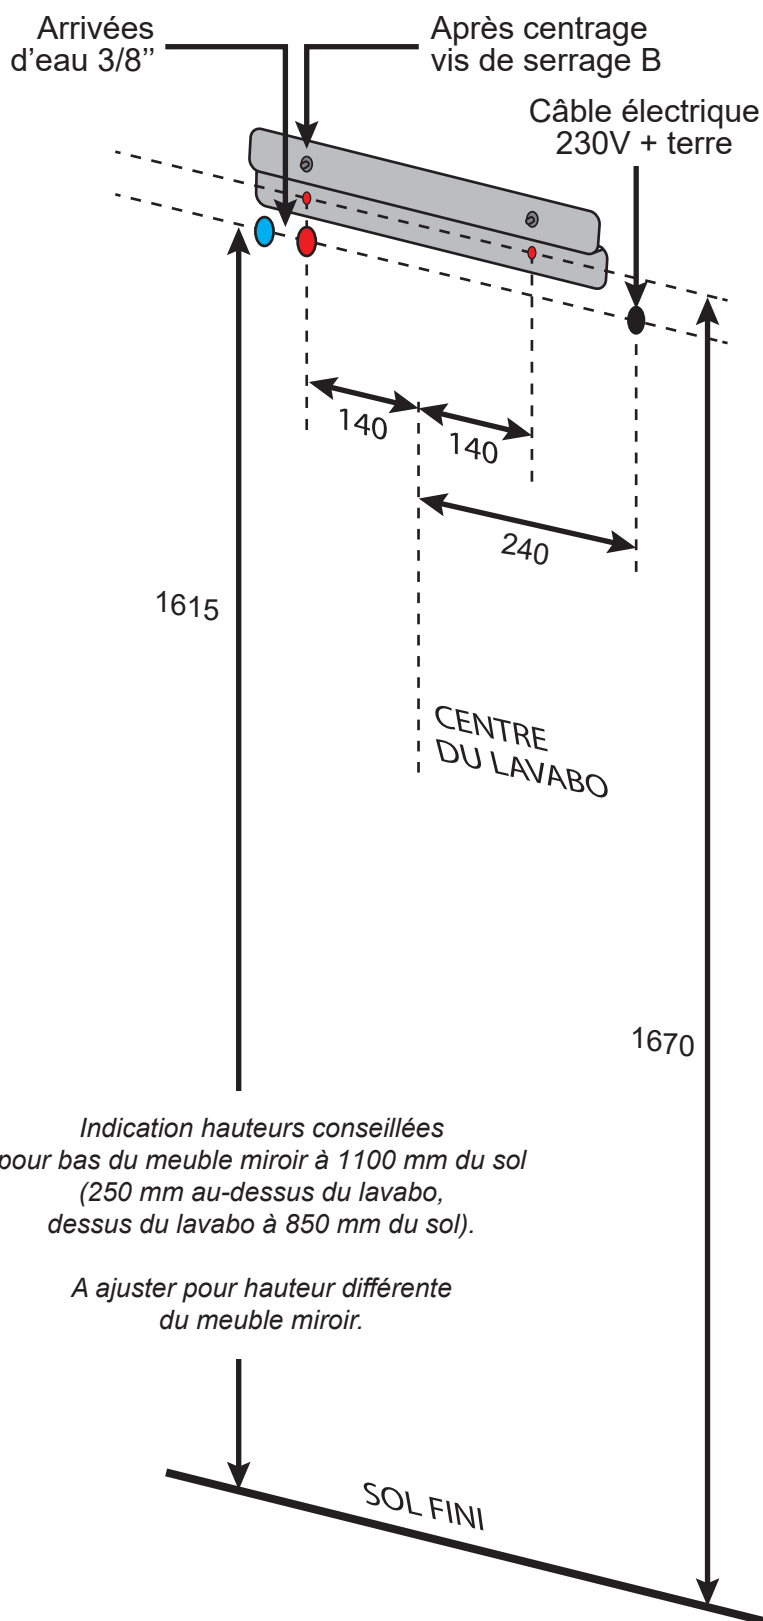 Arrivées
d’eau 3/8’’
Après centrage
vis de serrage B
Câble électrique
230V + terre
140
140
240
1615
CENTRE
DU LAVABO
1670
Indication hauteurs conseillées
pour bas du meuble miroir à 1100 mm du sol
(250 mm au-dessus du lavabo,
dessus du lavabo à 850 mm du sol).
A ajuster pour hauteur différente
du meuble miroir.
SOL FINI